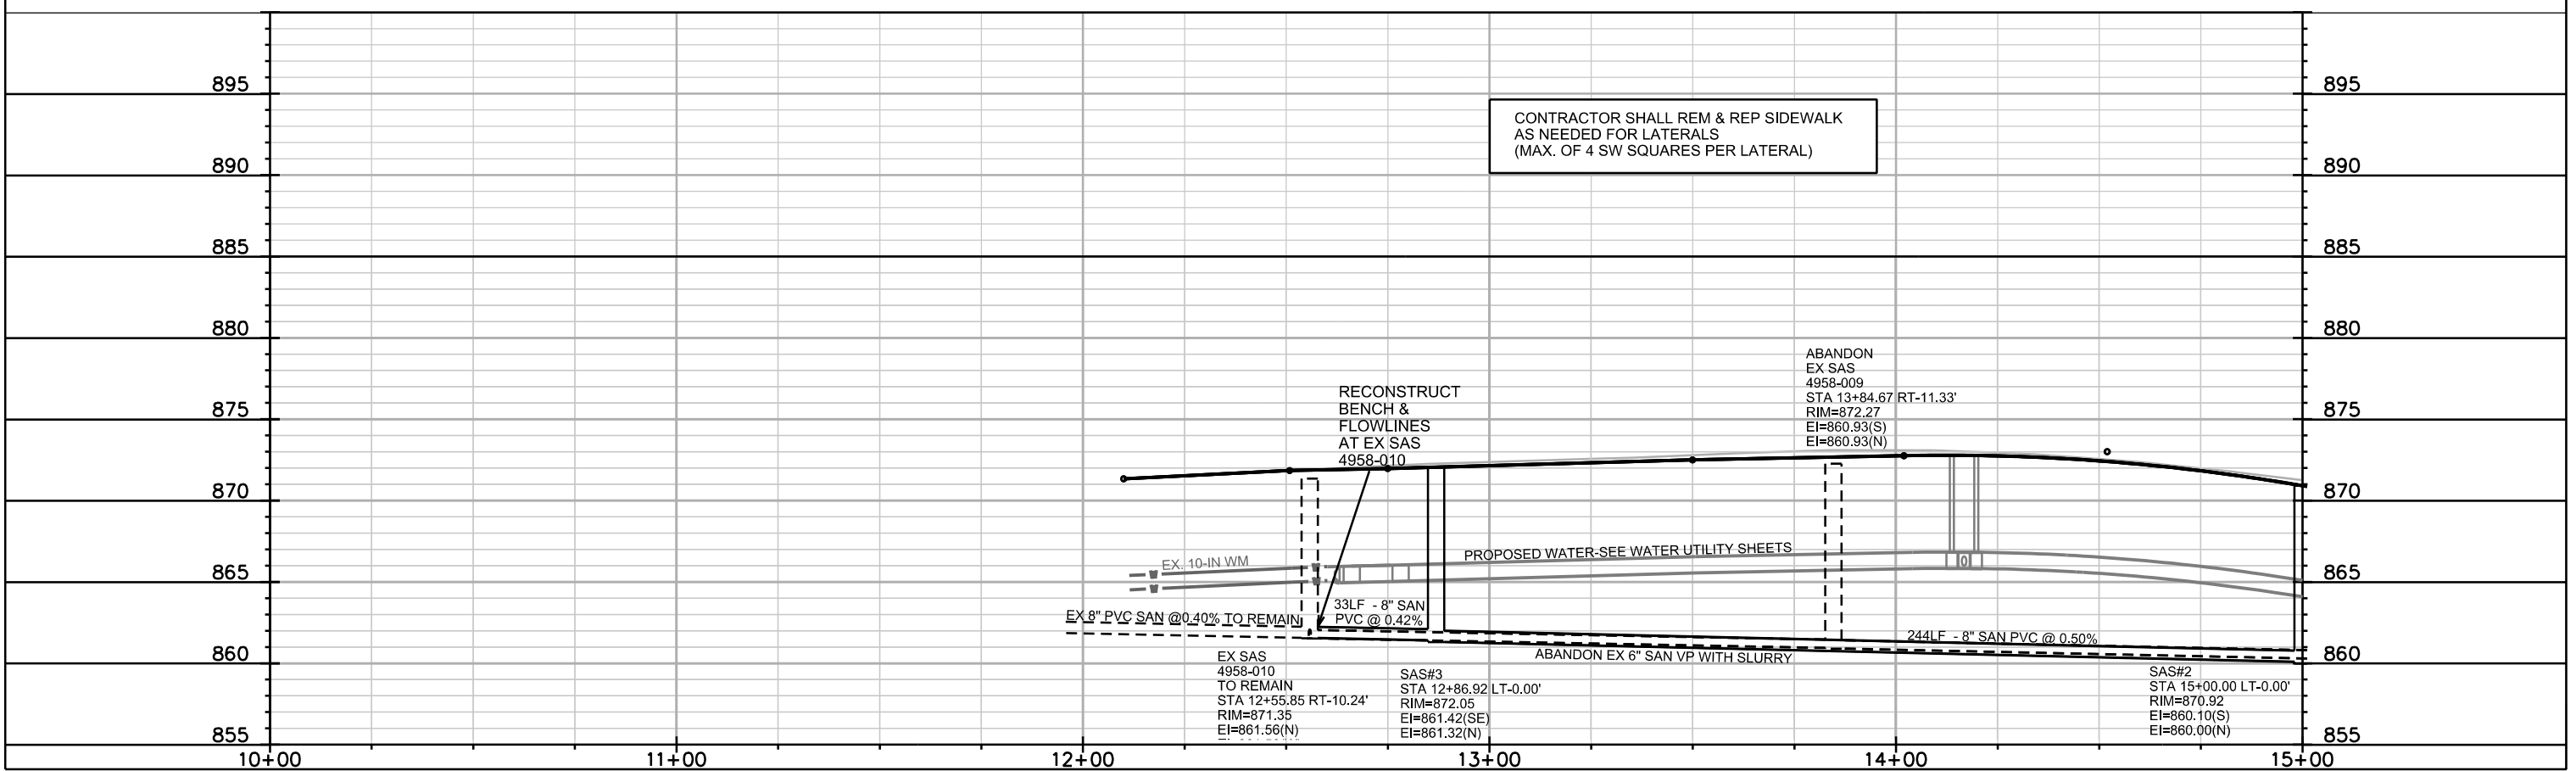 895
895
CONTRACTOR SHALL REM & REP SIDEWALK
AS NEEDED FOR LATERALS
(MAX. OF 4 SW SQUARES PER LATERAL)
890
890
885
885
880
880
ABANDON
EX SAS
4958-009
STA 13+84.67 RT-11.33'
RIM=872.27
EI=860.93(S)
EI=860.93(N)
RECONSTRUCT
BENCH &
FLOWLINES
AT EX SAS
4958-010
875
875
870
870
EX. 10-IN WM
PROPOSED WATER-SEE WATER UTILITY SHEETS
865
865
33LF - 8" SAN
PVC @ 0.42%
EX 8" PVC SAN @0.40% TO REMAIN
244LF - 8" SAN PVC @ 0.50%
ABANDON EX 6" SAN VP WITH SLURRY
860
860
EX SAS
4958-010
TO REMAIN
STA 12+55.85 RT-10.24'
RIM=871.35
EI=861.56(N)
SAS#3
STA 12+86.92 LT-0.00'
RIM=872.05
EI=861.42(SE)
EI=861.32(N)
SAS#2
STA 15+00.00 LT-0.00'
RIM=870.92
EI=860.10(S)
EI=860.00(N)
855
855
10+00
11+00
12+00
13+00
14+00
15+00